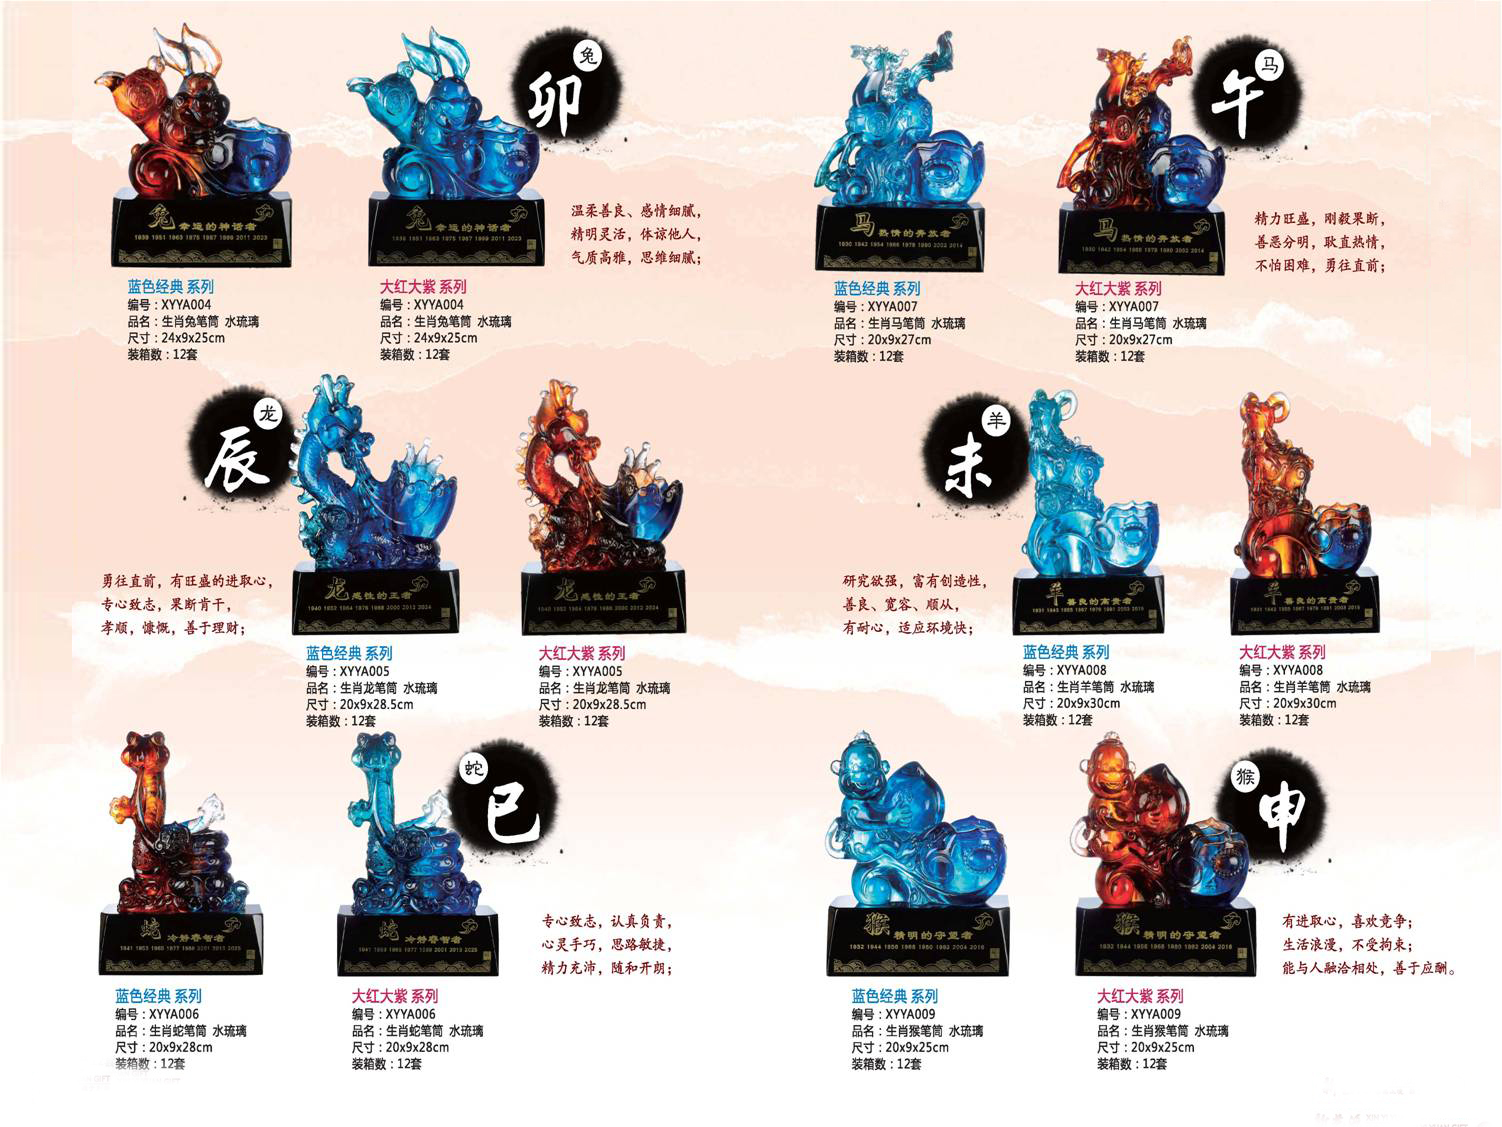 兔
卯
兔 幸运的神话者
1939 1951 1963 1975 1987 1999 2011 2023
兔 幸运的神话者
1939 1951 1963 1975 1987 1999 2011 2023
温柔善良、感情细腻，
精明灵活，体谅他人，
气质高雅，思维细腻；
蓝色经典 系列
编号：XYYA004
品名：生肖兔笔筒 水琉璃
尺寸：24x9x25cm
装箱数：12套
大红大紫 系列
编号：XYYA004
品名：生肖兔笔筒 水琉璃
尺寸：24x9x25cm
装箱数：12套
龙
辰
龙 感性的王者
1940 1952 1964 1976 1988 2000 2012 2024
龙 感性的王者
1940 1952 1964 1976 1988 2000 2012 2024
勇往直前，有旺盛的进取心，
专心致志，果断肯干，
孝顺，慷慨，善于理财；
蓝色经典 系列
编号：XYYA005
品名：生肖龙笔筒 水琉璃
尺寸：20x9x28.5cm
装箱数：12套
大红大紫 系列
编号：XYYA005
品名：生肖龙笔筒 水琉璃
尺寸：20x9x28.5cm
装箱数：12套
蛇
巳
蛇 冷静睿智者
1941 1953 1965 1977 1989 2001 2013 2025
蛇 冷静睿智者
1941 1953 1965 1977 1989 2001 2013 2025
专心致志，认真负责，
心灵手巧，思路敏捷，
精力充沛，随和开朗；
蓝色经典 系列
编号：XYYA006
品名：生肖蛇笔筒 水琉璃
尺寸：20x9x28cm
装箱数：12套
大红大紫 系列
编号：XYYA006
品名：生肖蛇笔筒 水琉璃
尺寸：20x9x28cm
装箱数：12套
马
午
马 热情的奔放者
1930 1942 1954 1966 1978 1990 2002 2014
马 热情的奔放者
1930 1942 1954 1966 1978 1990 2002 2014
精力旺盛，刚毅果断，
善恶分明，耿直热情，
不怕困难，勇往直前；
蓝色经典 系列
编号：XYYA007
品名：生肖马笔筒 水琉璃
尺寸：20x9x27cm
装箱数：12套
大红大紫 系列
编号：XYYA007
品名：生肖马笔筒 水琉璃
尺寸：20x9x27cm
装箱数：12套
羊
未
羊 善良的高贵者
1931 1943 1955 1967 1979 1991 2003 2015
羊 善良的高贵者
1931 1943 1955 1967 1979 1991 2003 2015
研究欲强，富有创造性，
善良、宽容、顺从，
有耐心，适应环境快；
蓝色经典 系列
编号：XYYA008
品名：生肖羊笔筒 水琉璃
尺寸：20x9x30cm
装箱数：12套
大红大紫 系列
编号：XYYA008
品名：生肖羊笔筒 水琉璃
尺寸：20x9x30cm
装箱数：12套
猴
申
猴 精明的守望者
1932 1944 1956 1968 1980 1992 2004 2016
猴 精明的守望者
1932 1944 1956 1968 1980 1992 2004 2016
有进取心，喜欢竞争；
生活浪漫，不受拘束；
能与人融洽相处，善于应酬。
蓝色经典 系列
编号：XYYA009
品名：生肖猴笔筒 水琉璃
尺寸：20x9x25cm
装箱数：12套
大红大紫 系列
编号：XYYA009
品名：生肖猴笔筒 水琉璃
尺寸：20x9x25cm
装箱数：12套